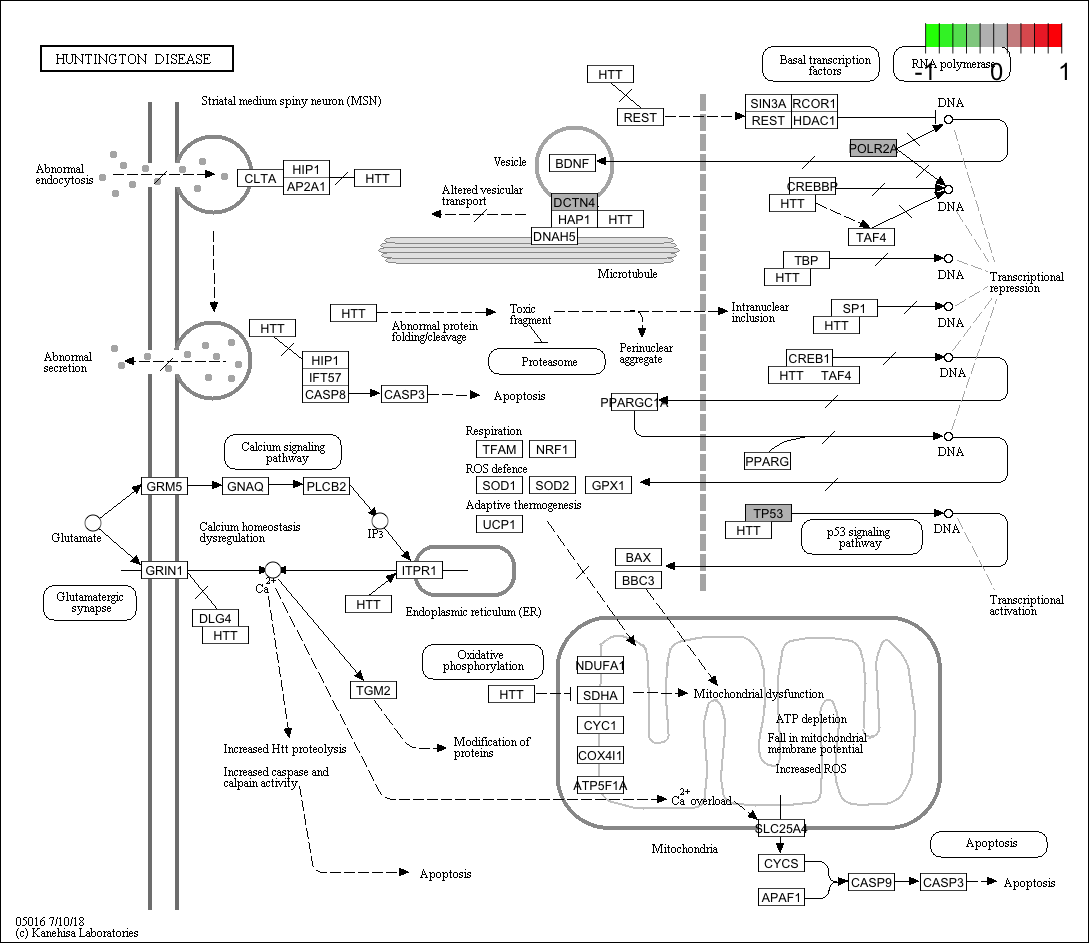 HUNTINGTON DISEASE
-1
0
1
Basal transcription
factors
RNA polymerase
Striatal medium spiny neuron (MSN)
HTT
REST
SIN3A
RCOR1
REST
HDAC1
DNA
Abnormal
endocytosis
CLTA
HIP1
AP2A1
HTT
Vesicle
BDNF
POLR2A
Altered vesicular
transport
DCTN4
HAP1
HTT
DNAH5
Microtubule
CREBBP
HTT
DNA
TAF4
TBP
HTT
DNA
Transcriptional
repression
HTT
Abnormal protein
folding/cleavage
Toxic
fragment
Intranuclear
inclusion
SP1
HTT
DNA
Perinuclear
aggregate
Proteasome
HTT
Abnormal
secretion
HIP1
IFT57
CASP8
CASP3
Apoptosis
CREB1
HTT
TAF4
DNA
PPARGC1A
Respiration
TFAM
NRF1
DNA
PPARG
Calcium signaling
pathway
ROS defence
SOD1
SOD2
GPX1
GRM5
GNAQ
PLCB2
Adaptive thermogenesis
UCP1
TP53
HTT
p53 signaling
pathway
DNA
Glutamate
Calcium homeostasis
dysregulation
IP3
BAX
BBC3
GRIN1
Ca
2+
ITPR1
Endoplasmic reticulum (ER)
HTT
Glutamatergic
synapse
DLG4
HTT
Transcriptional
activation
Oxidative
phosphorylation
NDUFA1
TGM2
HTT
SDHA
Mitochondrial dysfunction
CYC1
ATP depletion
Increased Htt proteolysis
Modification of
proteins
COX4I1
Fall in mitochondrial
membrane potential
Increased caspase and
calpain activity
ATP5F1A
Increased ROS
2+
Ca overload
SLC25A4
Mitochondria
CYCS
Apoptosis
Apoptosis
APAF1
CASP9
CASP3
Apoptosis
05016 7/10/18
(c) Kanehisa Laboratories